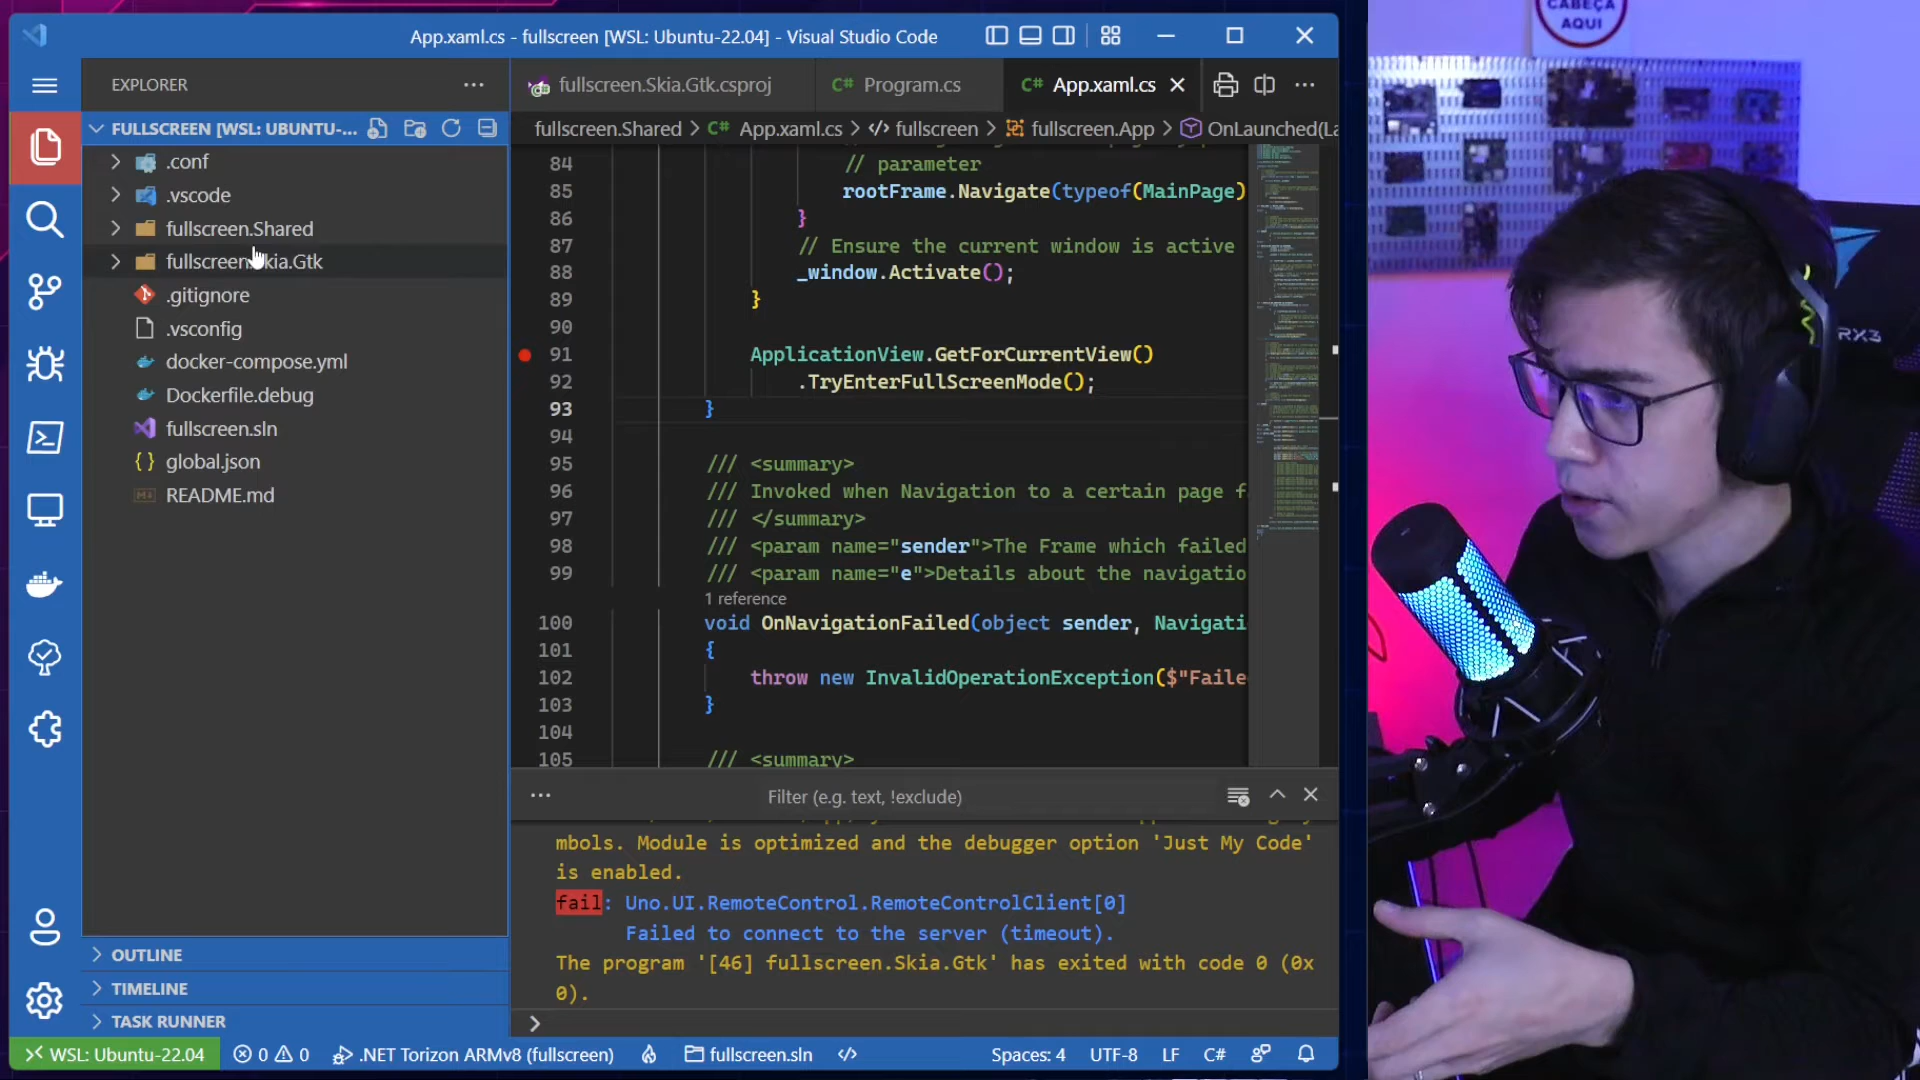 CABEÇA
AQUI
RX3
App.xaml.cs - fullscreen [WSL: Ubuntu-22.04] - Visual Studio Code
EXPLORER
FULLSCREEN [WSL: UBUNTU-...
.conf
.vscode
fullscreen.Shared
fullscreen.Skia.Gtk
.gitignore
.vsconfig
docker-compose.yml
Dockerfile.debug
fullscreen.sln
global.json
README.md
OUTLINE
TIMELINE
TASK RUNNER
fullscreen.Skia.Gtk.csproj
C# Program.cs
C# App.xaml.cs
fullscreen.Shared > C# App.xaml.cs > fullscreen > fullscreen.App > OnLaunched(La
84 // parameter
85 rootFrame.Navigate(typeof(MainPage)
86 }
87 // Ensure the current window is active
88 _window.Activate();
89 }
90
91 ApplicationView.GetForCurrentView()
92 .TryEnterFullScreenMode();
93 }
94
95 /// <summary>
96 /// Invoked when Navigation to a certain page f
97 /// </summary>
98 /// <param name="sender">The Frame which failed
99 /// <param name="e">Details about the navigatio
1 reference
100 void OnNavigationFailed(object sender, Navigati
101 {
102 throw new InvalidOperationException($"Faile
103 }
104
105 /// <summary>
Filter (e.g. text, !exclude)
mbols. Module is optimized and the debugger option 'Just My Code'
is enabled.
fail: Uno.UI.RemoteControl.RemoteControlClient[0]
Failed to connect to the server (timeout).
The program '[46] fullscreen.Skia.Gtk' has exited with code 0 (0x
0).
>
WSL: Ubuntu-22.04 0 0 .NET Torizon ARMv8 (fullscreen) fullscreen.sln Spaces: 4 UTF-8 LF C#